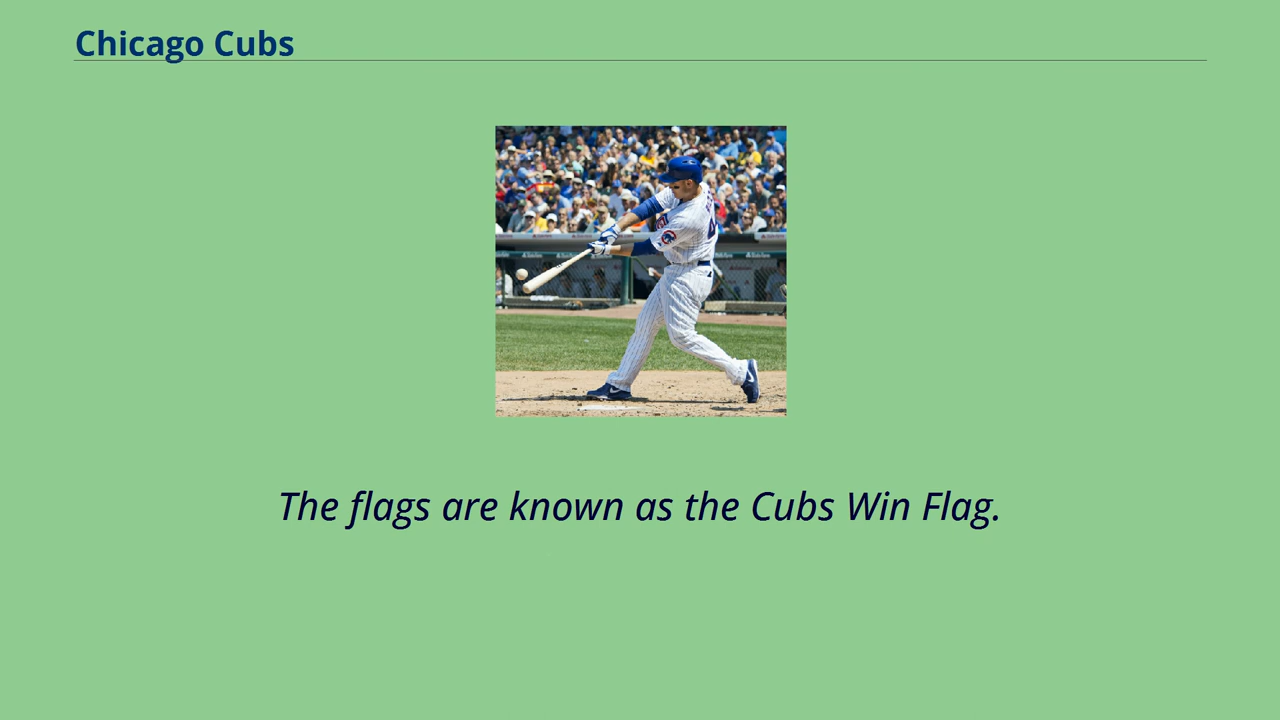 Chicago Cubs
The flags are known as the Cubs Win Flag.